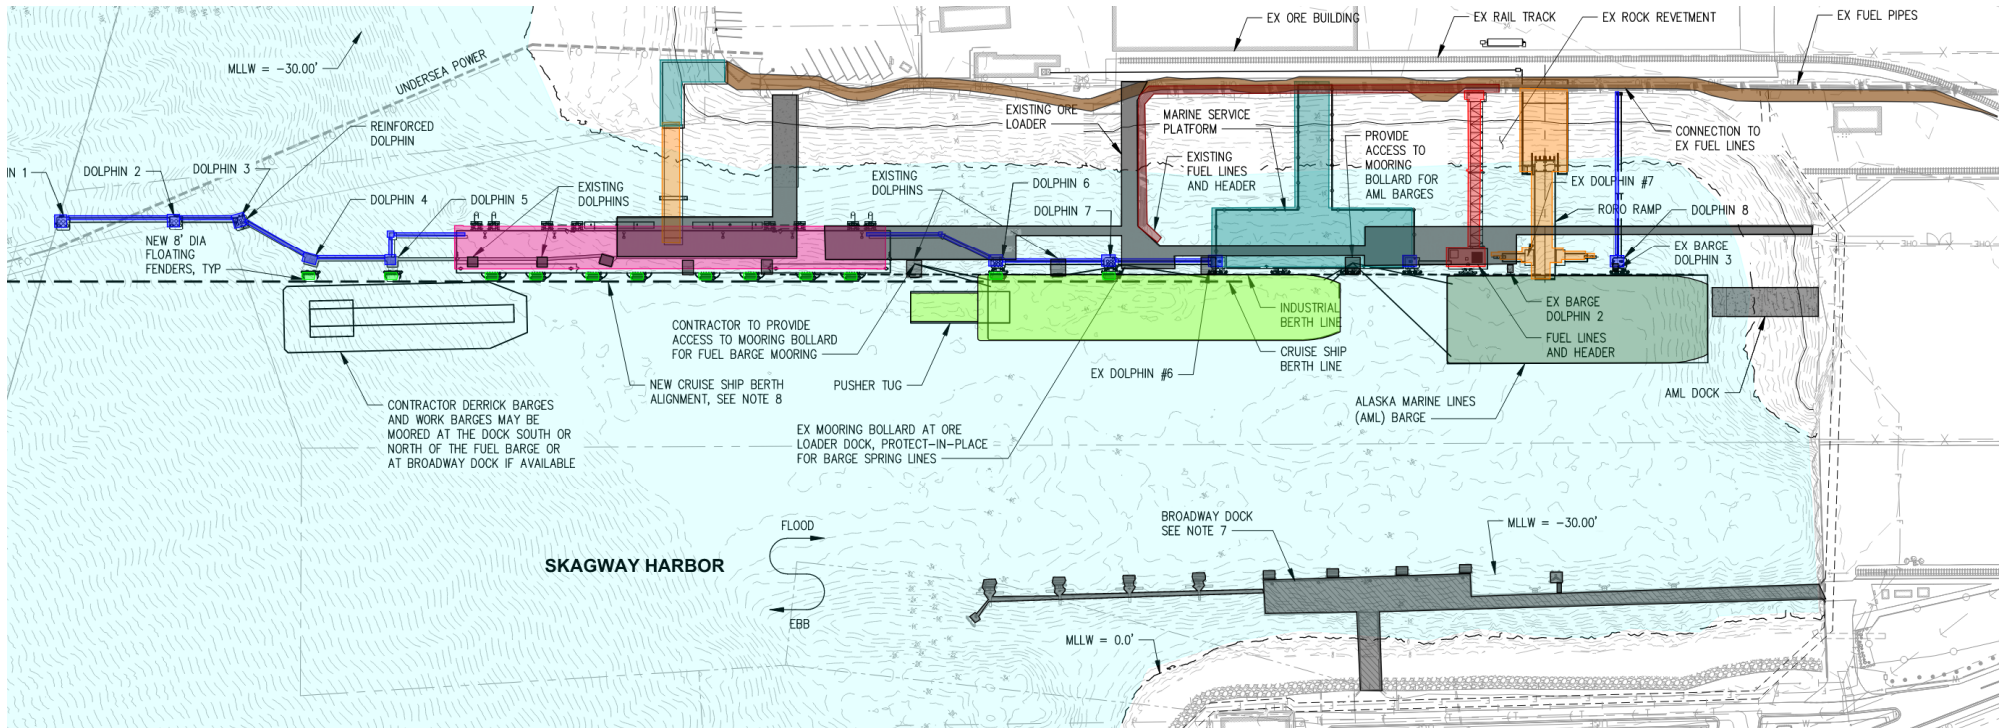 EX ORE BUILDING
EX RAIL TRACK
EX ROCK REVETMENT
EX FUEL PIPES
MLLW = -30.00'
UNDERSEA POWER
REINFORCED
DOLPHIN
EXISTING ORE
LOADER
MARINE SERVICE
PLATFORM
PROVIDE
ACCESS TO
MOORING
BOLLARD FOR
AML BARGES
CONNECTION TO
EX FUEL LINES
N 1
DOLPHIN 2
DOLPHIN 3
DOLPHIN 4
DOLPHIN 5
EXISTING
DOLPHINS
EXISTING
DOLPHINS
DOLPHIN 6
DOLPHIN 7
EXISTING
FUEL LINES
AND HEADER
EX DOLPHIN #7
RORO RAMP
DOLPHIN 8
EX BARGE
DOLPHIN 3
NEW 8' DIA
FLOATING
FENDERS, TYP
CONTRACTOR TO PROVIDE
ACCESS TO MOORING BOLLARD
FOR FUEL BARGE MOORING
INDUSTRIAL
BERTH LINE
EX BARGE
DOLPHIN 2
FUEL LINES
AND HEADER
CRUISE SHIP
BERTH LINE
EX DOLPHIN #6
PUSHER TUG
NEW CRUISE SHIP BERTH
ALIGNMENT, SEE NOTE 8
AML DOCK
ALASKA MARINE LINES
(AML) BARGE
CONTRACTOR DERRICK BARGES
AND WORK BARGES MAY BE
MOORED AT THE DOCK SOUTH OR
NORTH OF THE FUEL BARGE OR
AT BROADWAY DOCK IF AVAILABLE
EX MOORING BOLLARD AT ORE
LOADER DOCK, PROTECT-IN-PLACE
FOR BARGE SPRING LINES
FLOOD
SKAGWAY HARBOR
EBB
BROADWAY DOCK
SEE NOTE 7
MLLW = -30.00'
MLLW = 0.0'